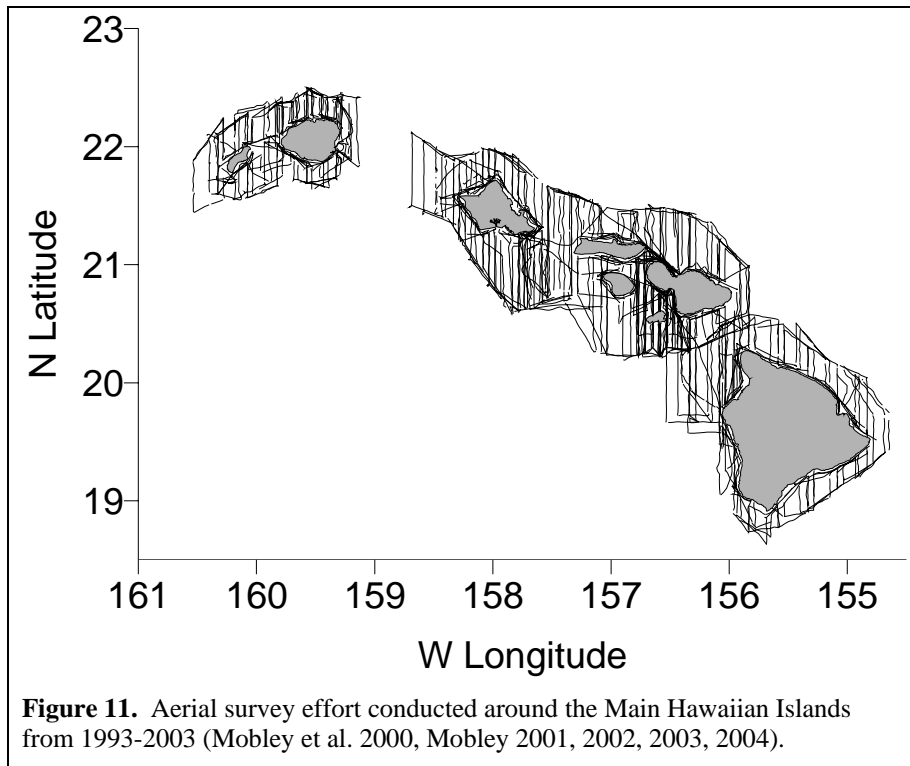 23
22
21
20
19
N Latitude
161 160 159 158 157 156 155
W Longitude
Figure 11. Aerial survey effort conducted around the Main Hawaiian Islands
from 1993-2003 (Mobley et al. 2000, Mobley 2001, 2002, 2003, 2004).